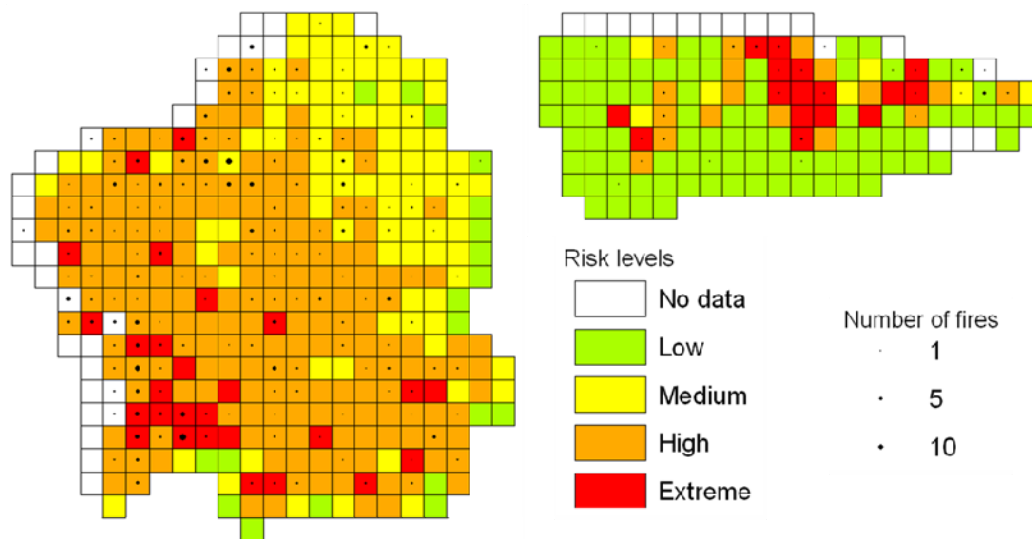 Risk levels
No data
Low
Medium
High
Extreme
Number of fires
1
5
10